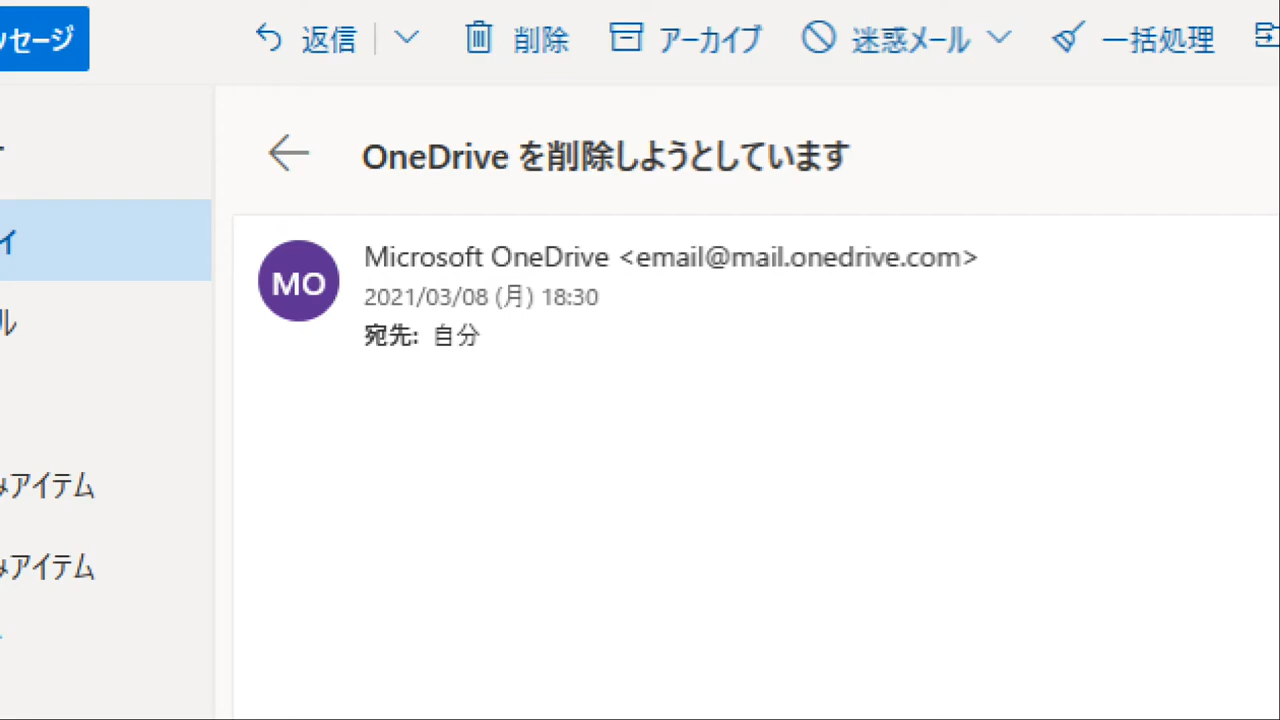 ッセージ
返信
削除
アーカイブ
迷惑メール
一括処理
OneDrive を削除しようとしています
MO
Microsoft OneDrive <email@mail.onedrive.com>
2021/03/08 (月) 18:30
宛先: 自分
イ
ル
みアイテム
みアイテム